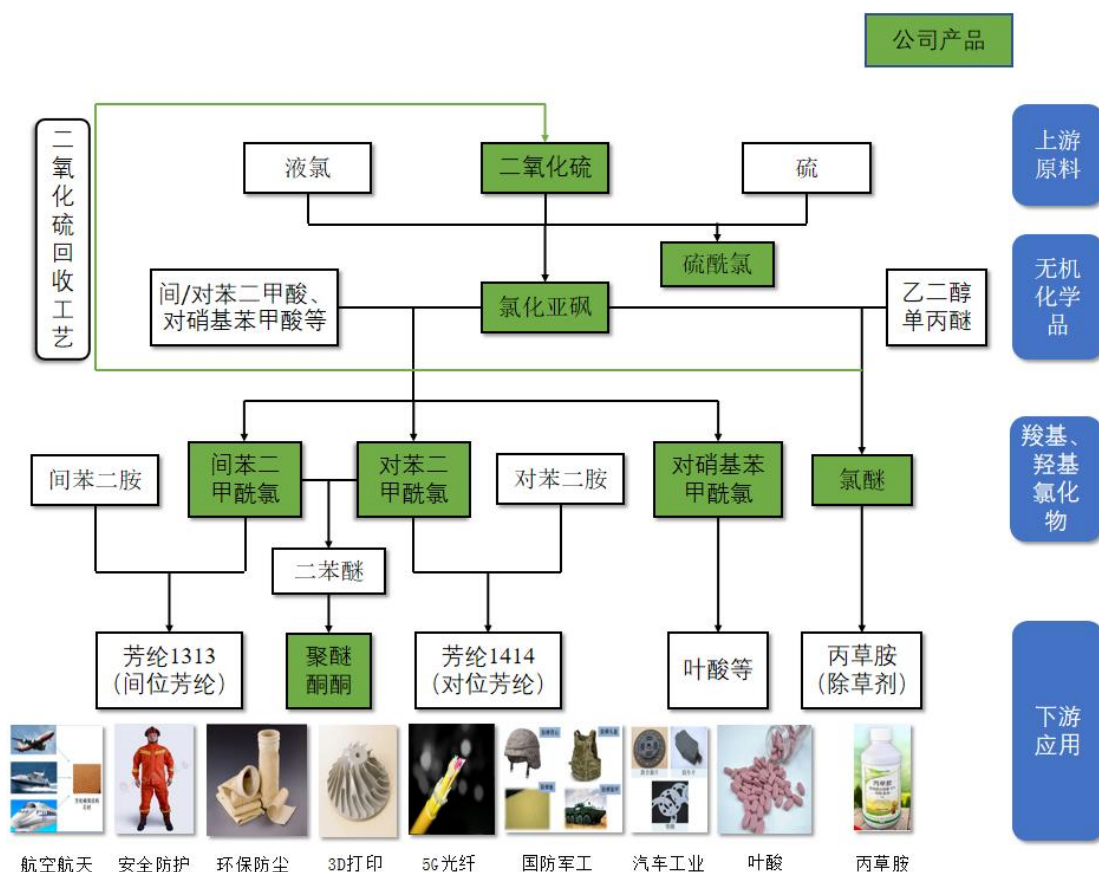 公司产品
二氧化硫回收工艺
液氯
二氧化硫
硫
上游
原料
硫酰氯
无机
化学
品
间/对苯二甲酸、
对硝基苯甲酸等
氯化亚砜
乙二醇
单丙醚
间苯二胺
间苯二
甲酰氯
对苯二
甲酰氯
对苯二胺
对硝基苯
甲酰氯
氯醚
羧基、
羟基
氯化
物
二苯醚
芳纶1313
(间位芳纶)
聚醚
酮酮
芳纶1414
(对位芳纶)
叶酸等
丙草胺
(除草剂)
下游
应用
丙草胺
航空航天
安全防护
环保防尘
3D打印
5G光纤
国防军工
汽车工业
叶酸
丙草胺